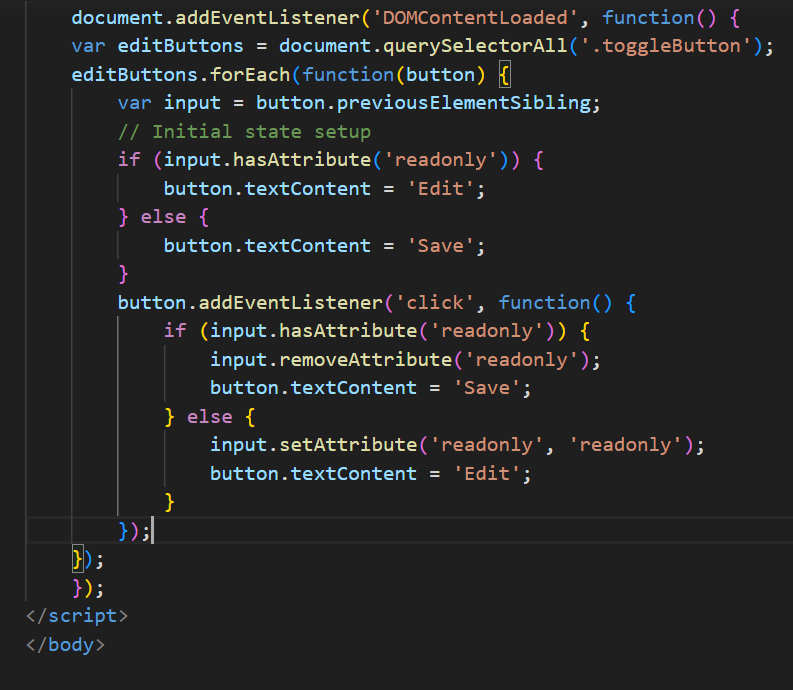 document.addEventListener('DOMContentLoaded', function() {
var editButtons = document.querySelectorAll('.toggleButton');
editButtons.forEach(function(button) {
var input = button.previousElementSibling;
// Initial state setup
if (input.hasAttribute('readonly')) {
button.textContent = 'Edit';
} else {
button.textContent = 'Save';
}
button.addEventListener('click', function() {
if (input.hasAttribute('readonly')) {
input.removeAttribute('readonly');
button.textContent = 'Save';
} else {
input.setAttribute('readonly', 'readonly');
button.textContent = 'Edit';
}
});
});
});
</script>
</body>